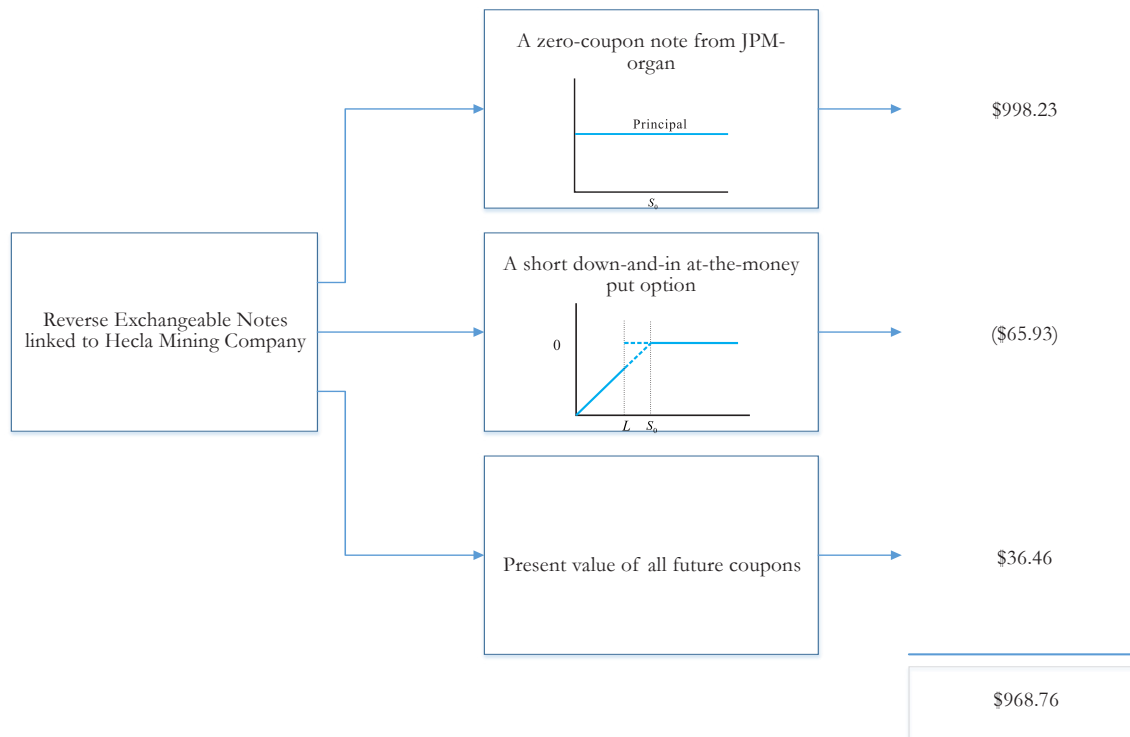 Reverse Exchangeable Notes
linked to Hecla Mining Company
A zero-coupon note from JPM-
organ
Principal
S₀
$998.23
A short down-and-in at-the-money
put option
0
L S₀
($65.93)
Present value of all future coupons
$36.46
$968.76